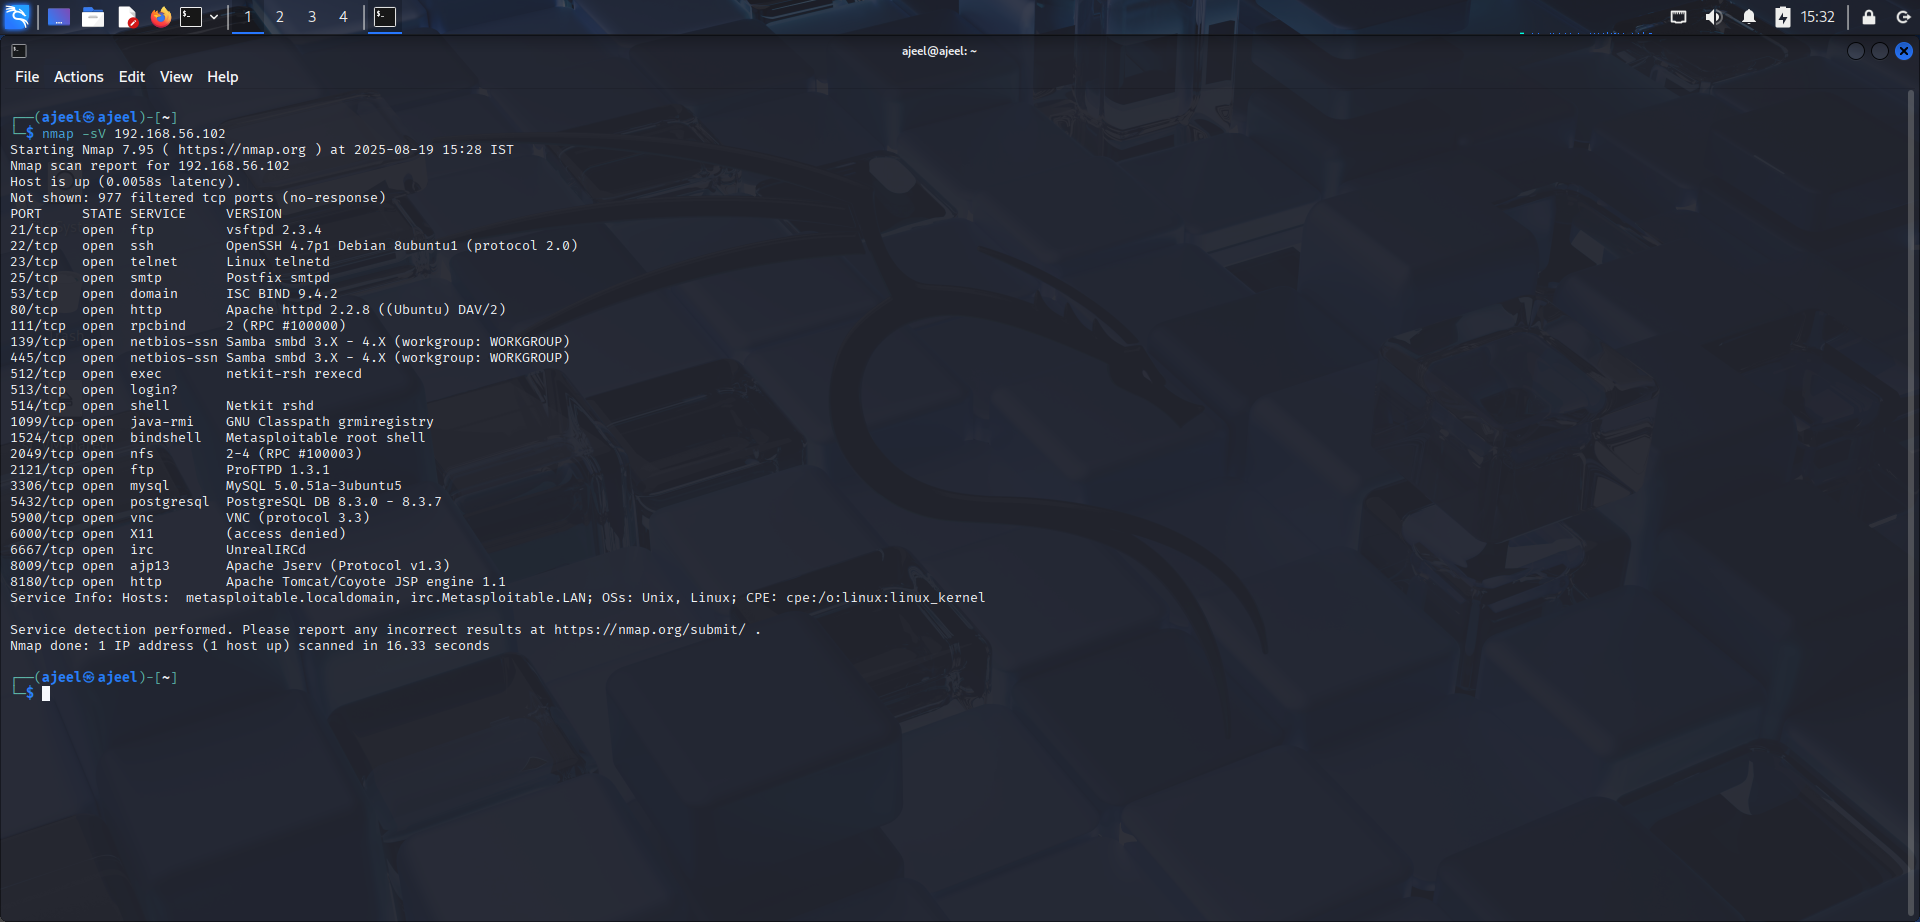 1 2 3 4 15:32
ajeel@ajeel: ~
File Actions Edit View Help
┌──(ajeel㉿ajeel)-[~]
└─$ nmap -sV 192.168.56.102
Starting Nmap 7.95 ( https://nmap.org ) at 2025-08-19 15:28 IST
Nmap scan report for 192.168.56.102
Host is up (0.0058s latency).
Not shown: 977 filtered tcp ports (no-response)
PORT     STATE SERVICE     VERSION
21/tcp   open  ftp         vsftpd 2.3.4
22/tcp   open  ssh         OpenSSH 4.7p1 Debian 8ubuntu1 (protocol 2.0)
23/tcp   open  telnet      Linux telnetd
25/tcp   open  smtp        Postfix smtpd
53/tcp   open  domain      ISC BIND 9.4.2
80/tcp   open  http        Apache httpd 2.2.8 ((Ubuntu) DAV/2)
111/tcp  open  rpcbind     2 (RPC #100000)
139/tcp  open  netbios-ssn Samba smbd 3.X - 4.X (workgroup: WORKGROUP)
445/tcp  open  netbios-ssn Samba smbd 3.X - 4.X (workgroup: WORKGROUP)
512/tcp  open  exec        netkit-rsh rexecd
513/tcp  open  login?
514/tcp  open  shell       Netkit rshd
1099/tcp open  java-rmi    GNU Classpath grmiregistry
1524/tcp open  bindshell   Metasploitable root shell
2049/tcp open  nfs         2-4 (RPC #100003)
2121/tcp open  ftp         ProFTPD 1.3.1
3306/tcp open  mysql       MySQL 5.0.51a-3ubuntu5
5432/tcp open  postgresql  PostgreSQL DB 8.3.0 - 8.3.7
5900/tcp open  vnc         VNC (protocol 3.3)
6000/tcp open  X11         (access denied)
6667/tcp open  irc         UnrealIRCd
8009/tcp open  ajp13       Apache Jserv (Protocol v1.3)
8180/tcp open  http        Apache Tomcat/Coyote JSP engine 1.1
Service Info: Hosts:  metasploitable.localdomain, irc.Metasploitable.LAN; OSs: Unix, Linux; CPE: cpe:/o:linux:linux_kernel
Service detection performed. Please report any incorrect results at https://nmap.org/submit/ .
Nmap done: 1 IP address (1 host up) scanned in 16.33 seconds
┌──(ajeel㉿ajeel)-[~]
└─$